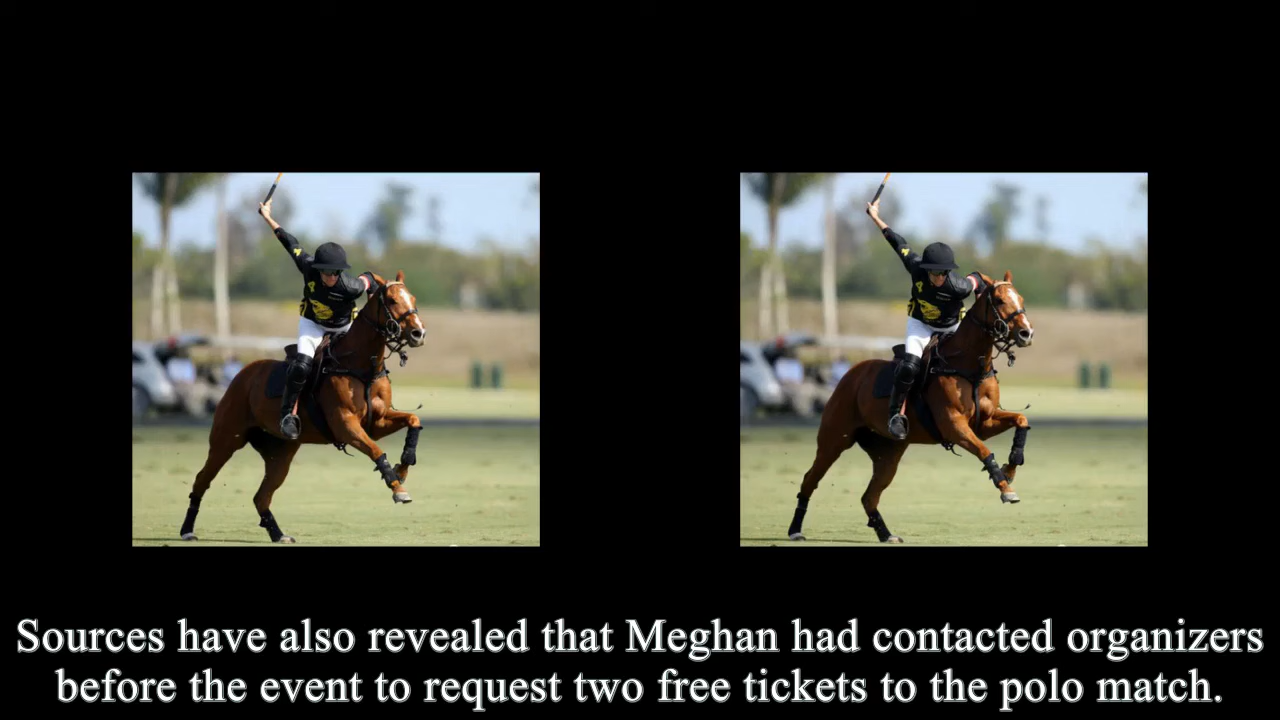 Sources have also revealed that Meghan had contacted organizers
before the event to request two free tickets to the polo match.